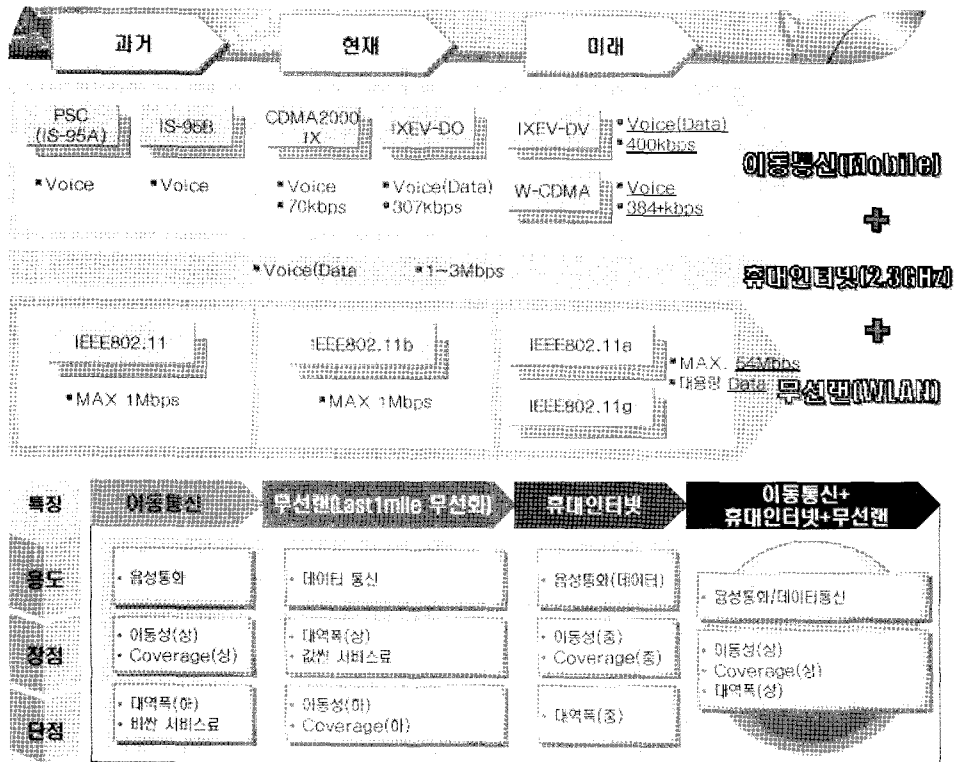 과거
현재
미래
PSC
(IS-95A)
IS-95B
CDMA2000
1X
IXEV-DO
IXEV-DV
▪Voice(Data)
▪400kbps
▪Voice
▪Voice
▪Voice
▪70kbps
▪Voice(Data)
▪307kbps
W-CDMA
▪Voice
▪384+kbps
이동통신(Mobile)
+
▪Voice(Data
▪1~3Mbps
휴대인터넷(2.3GHz)
+
IEEE802.11
IEEE802.11b
IEEE802.11a
▪MAX 1Mbps
▪MAX 1Mbps
IEEE802.11g
▪MAX. 54Mbps
▪대용량 Data
무선랜(WLAN)
특징
이동통신
무선랜(Last1mile 무선화)
휴대인터넷
이동통신+
휴대인터넷+무선랜
용도
· 음성통화
· 데이터 통신
· 음성통화(데이터)
· 음성통화/데이터통신
장점
· 이동성(상)
· Coverage(상)
· 대역폭(상)
· 값싼 서비스료
· 이동성(중)
· Coverage(중)
· 이동성(상)
· Coverage(상)
· 대역폭(상)
단점
· 대역폭(하)
· 비싼 서비스료
· 이동성(하)
· Coverage(하)
· 대역폭(중)